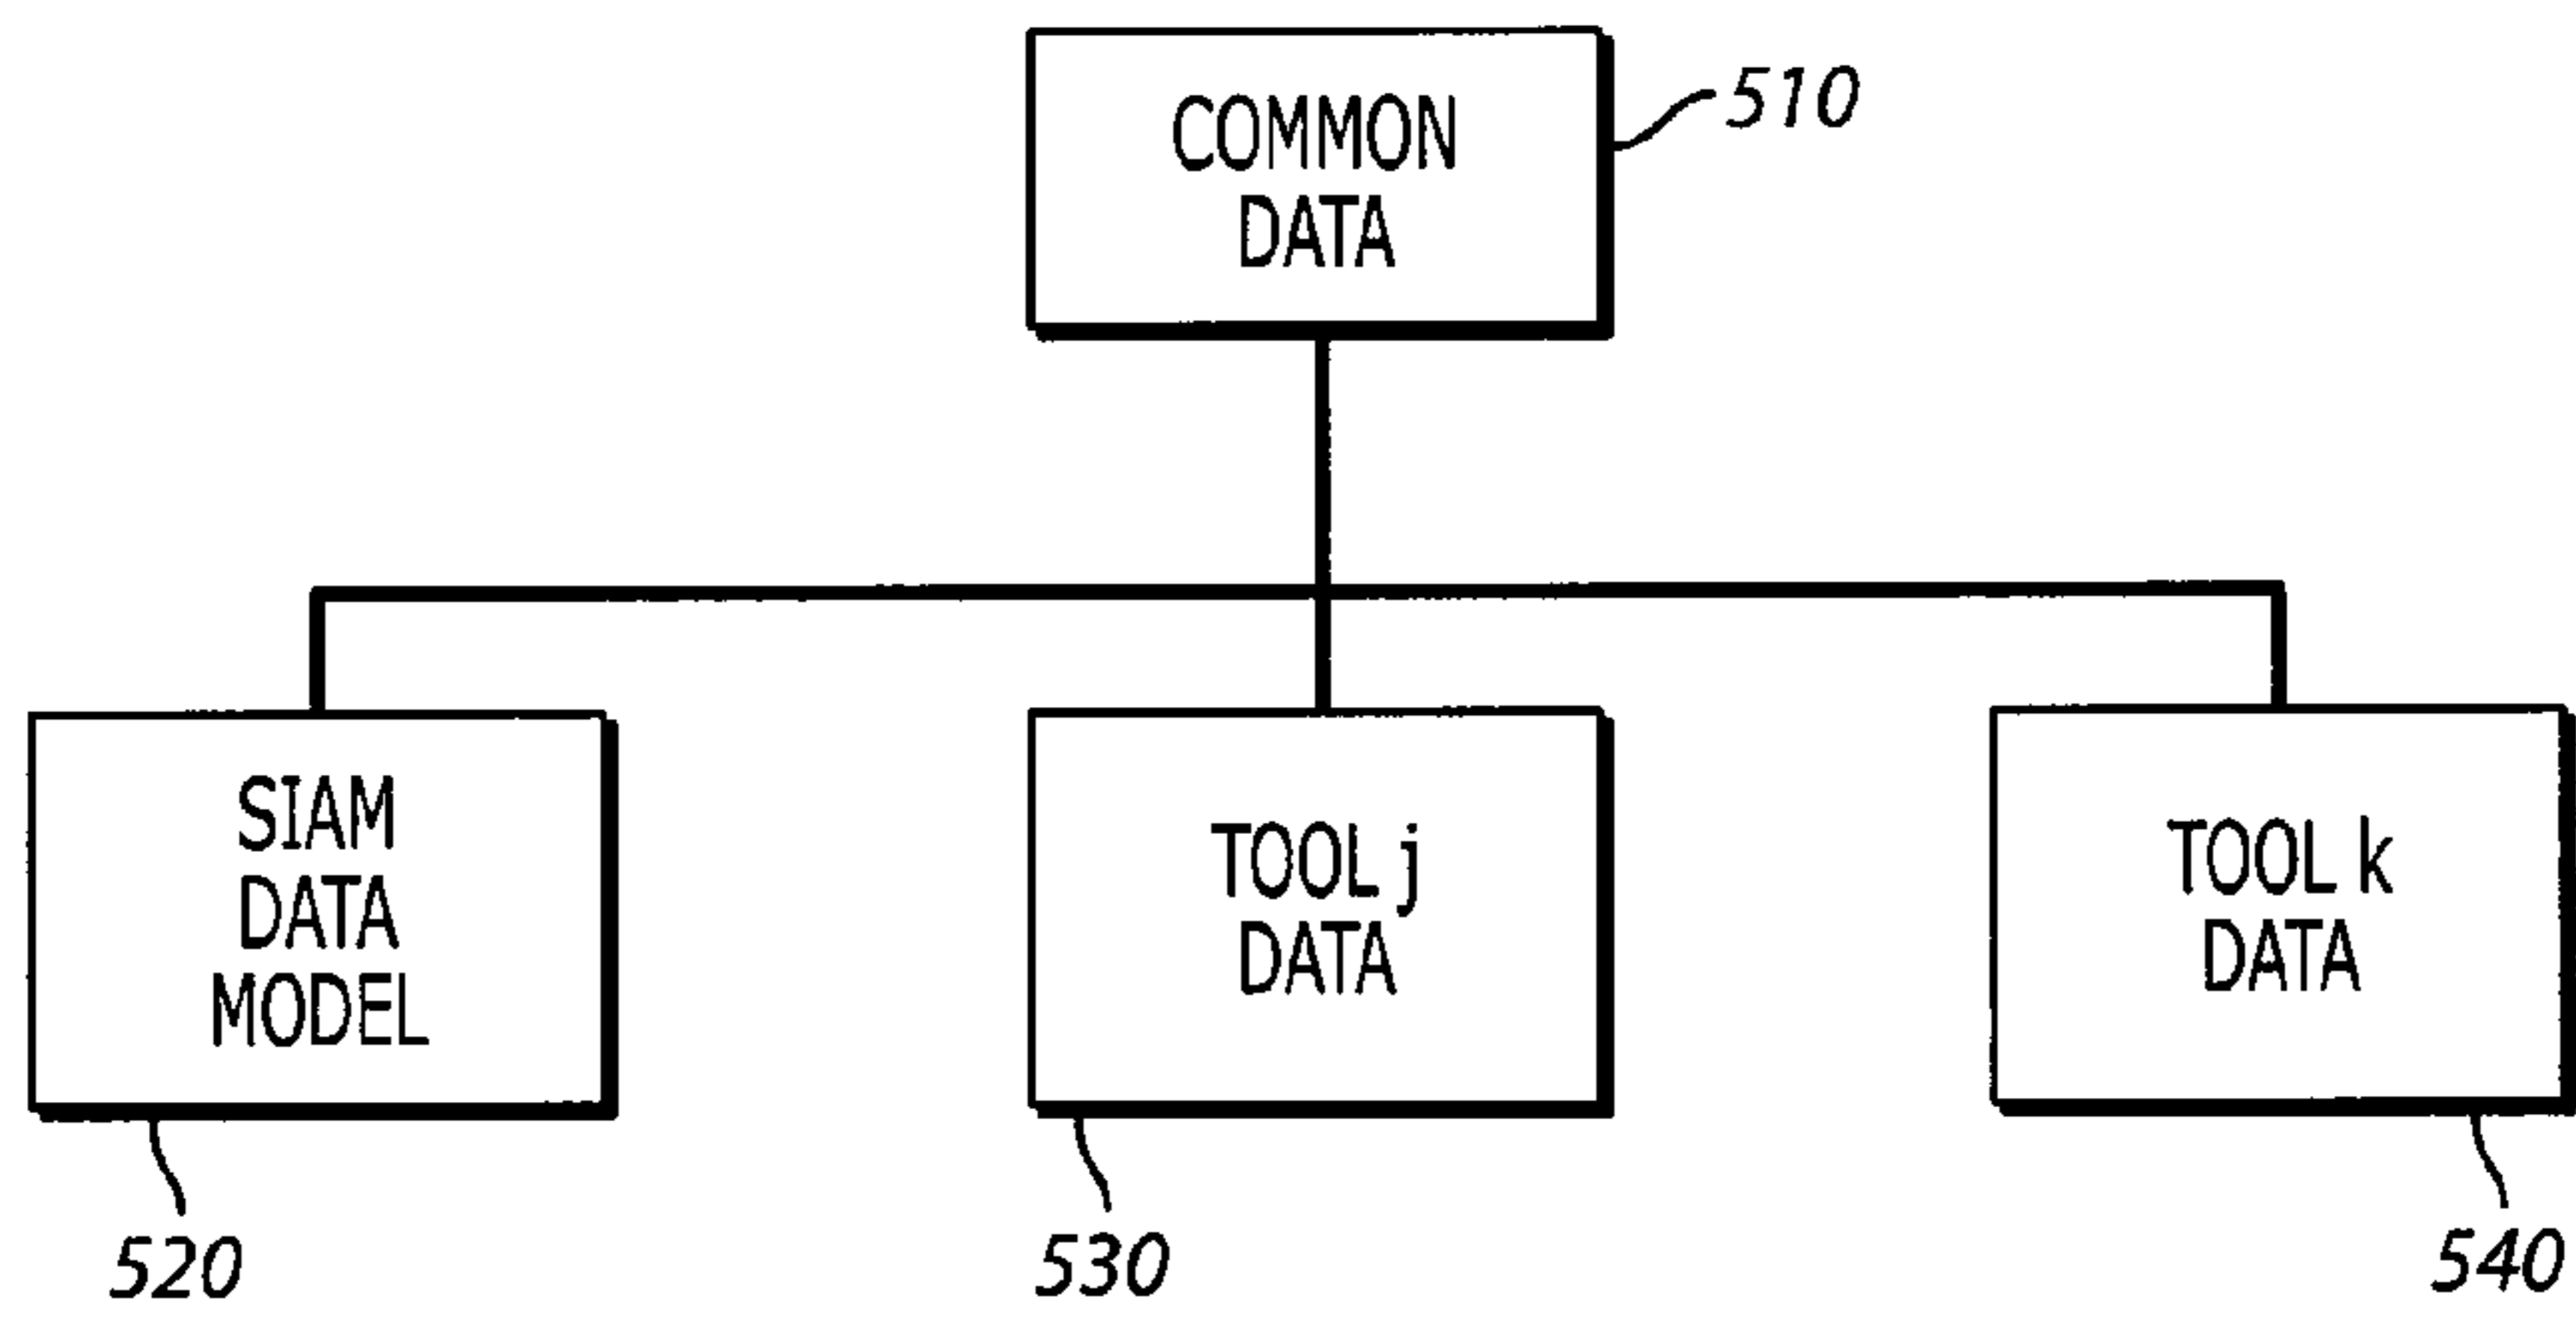 COMMON
DATA
510
SIAM
DATA
MODEL
TOOL j
DATA
TOOL k
DATA
520
530
540